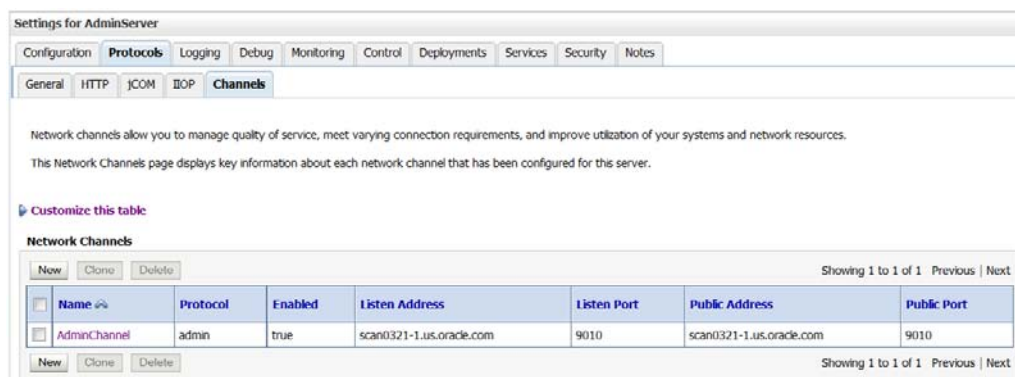 Settings for AdminServer
Configuration Protocols Logging Debug Monitoring Control Deployments Services Security Notes
General HTTP jCOM IIOP Channels
Network channels allow you to manage quality of service, meet varying connection requirements, and improve utilization of your systems and network resources.
This Network Channels page displays key information about each network channel that has been configured for this server.
Customize this table
Network Channels
New Clone Delete Showing 1 to 1 of 1 Previous | Next
Name Protocol Enabled Listen Address Listen Port Public Address Public Port
AdminChannel admin true scan0321-1.us.oracle.com 9010 scan0321-1.us.oracle.com 9010
New Clone Delete Showing 1 to 1 of 1 Previous | Next